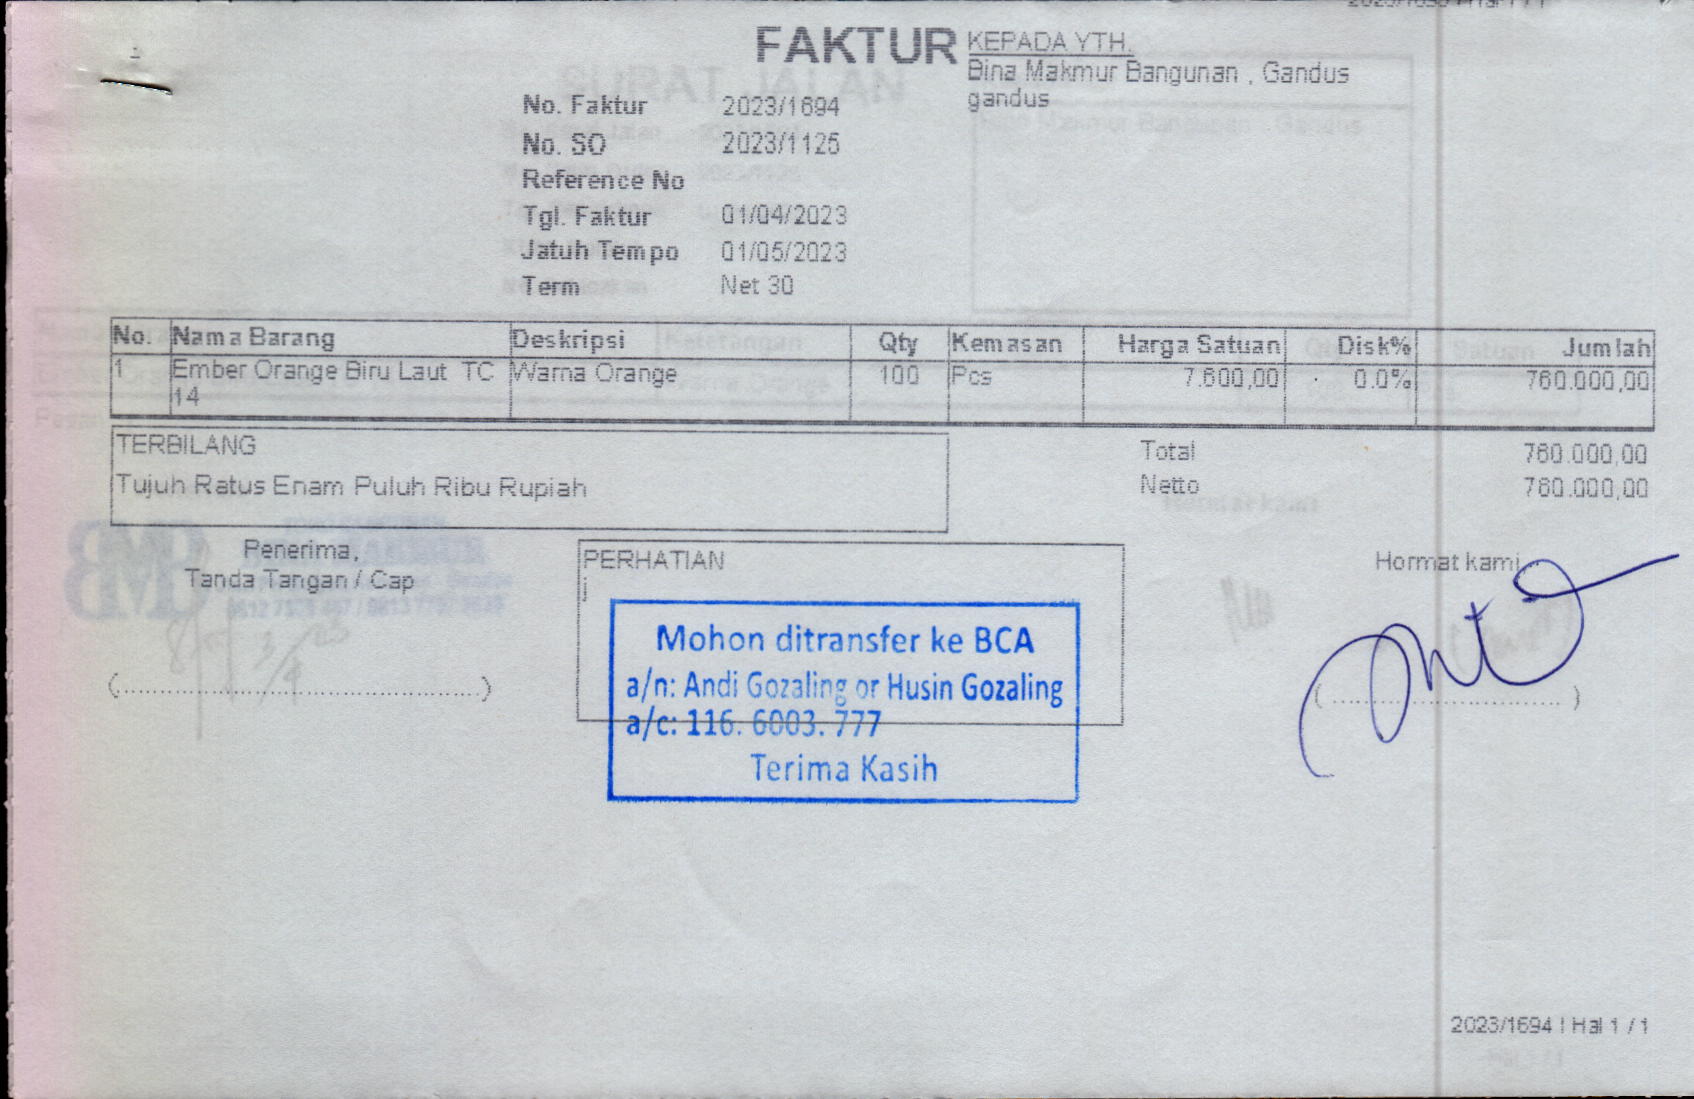 FAKTUR
KEPADA YTH.
Bina Makmur Bangunan , Gandus
gandus
No. Faktur 2023/1694
No. SO 2023/1125
Reference No
Tgl. Faktur 01/04/2023
Jatuh Tempo 01/05/2023
Term Net 30
No. Nama Barang Deskripsi Qty Kemasan Harga Satuan Disk% Jumlah
1 Ember Orange Biru Laut TC Warna Orange 100 Pcs 7.600,00 0.0% 760.000,00
14
TERBILANG
Tujuh Ratus Enam Puluh Ribu Rupiah
Total 760.000,00
Netto 760.000,00
Penerima,
Tanda Tangan / Cap
(..........................................................)
PERHATIAN
Mohon ditransfer ke BCA
a/n: Andi Gozaling or Husin Gozaling
a/c: 116. 6003. 777
Terima Kasih
Hormat kami,
(......................................)
2023/1694 | Hal 1 / 1